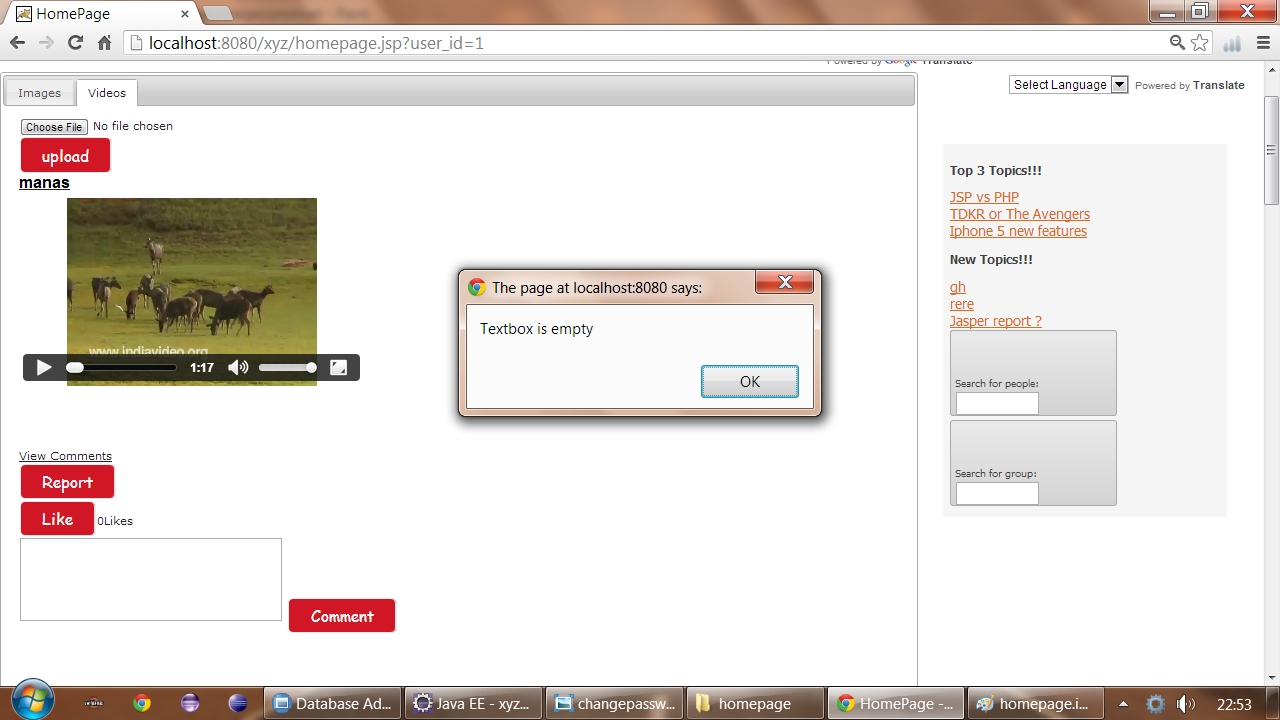 HomePage
localhost:8080/xyz/homepage.jsp?user_id=1
Powered by Google Translate
Images
Videos
Select Language
Powered by Translate
Choose File No file chosen
upload
manas
www.indiavideo.org
1:17
View Comments
Report
Like 0Likes
Comment
The page at localhost:8080 says:
Textbox is empty
OK
Top 3 Topics!!!
JSP vs PHP
TDKR or The Avengers
Iphone 5 new features
New Topics!!!
gh
rere
Jasper report ?
Search for people:
Search for group:
Database Ad...
Java EE - xyz...
changepassw...
homepage
HomePage -...
homepage.i...
22:53